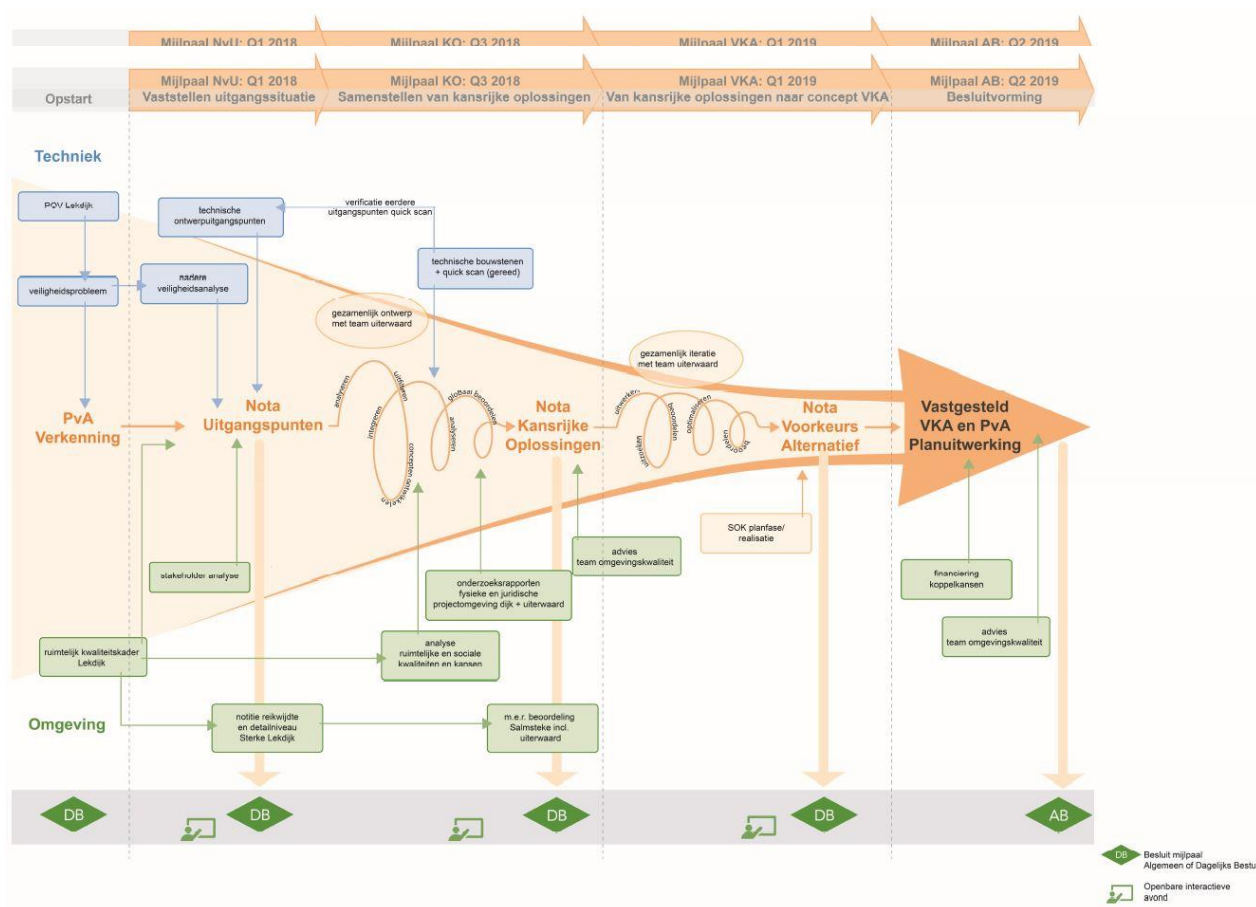 Mijlpaal NvU: Q1 2018
Mijlpaal KO: Q3 2018
Mijlpaal VKA: Q1 2019
Mijlpaal AB: Q2 2019
Mijlpaal NvU: Q1 2018
Mijlpaal KO: Q3 2018
Mijlpaal VKA: Q1 2019
Mijlpaal AB: Q2 2019
Opstart
Vaststellen uitgangssituatie
Samenstellen van kansrijke oplossingen
Van kansrijke oplossingen naar concept VKA
Besluitvorming
Techniek
POV Lekdijk
technische
ontwerpuitgangspunten
verificatie eerdere
uitgangspunten quick scan
technische bouwstenen
+ quick scan (gereed)
veiligheidsprobleem
nadere
veiligheidsanalyse
gezamenlijk ontwerp
met team uiterwaard
gezamenlijk iteratie
met team uiterwaard
PvA
Verkenning
Nota
Uitgangspunten
analyseren
uitfilteren
integreren
concepten ontwikkelen
globaal beoordelen
analyseren
Nota
Kansrijke
Oplossingen
uitwerken
uitzoeken
beoordelen
optimaliseren
beoordelen
Nota
Voorkeurs
Alternatief
Vastgesteld
VKA en PvA
Planuitwerking
SOK planfase/
realisatie
advies
team omgevingskwaliteit
stakeholder analyse
onderzoeksrapporten
fysieke en juridische
projectomgeving dijk + uiterwaard
financiering
koppelkansen
ruimtelijk kwaliteitskader
Lekdijk
analyse
ruimtelijke en sociale
kwaliteiten en kansen
advies
team omgevingskwaliteit
Omgeving
notitie reikwijdte
en detailniveau
Sterke Lekdijk
m.e.r. beoordeling
Salmsteke incl.
uiterwaard
DB
DB
DB
DB
AB
DB
Besluit mijlpaal
Algemeen of Dagelijks Bestu
Openbare interactieve
avond